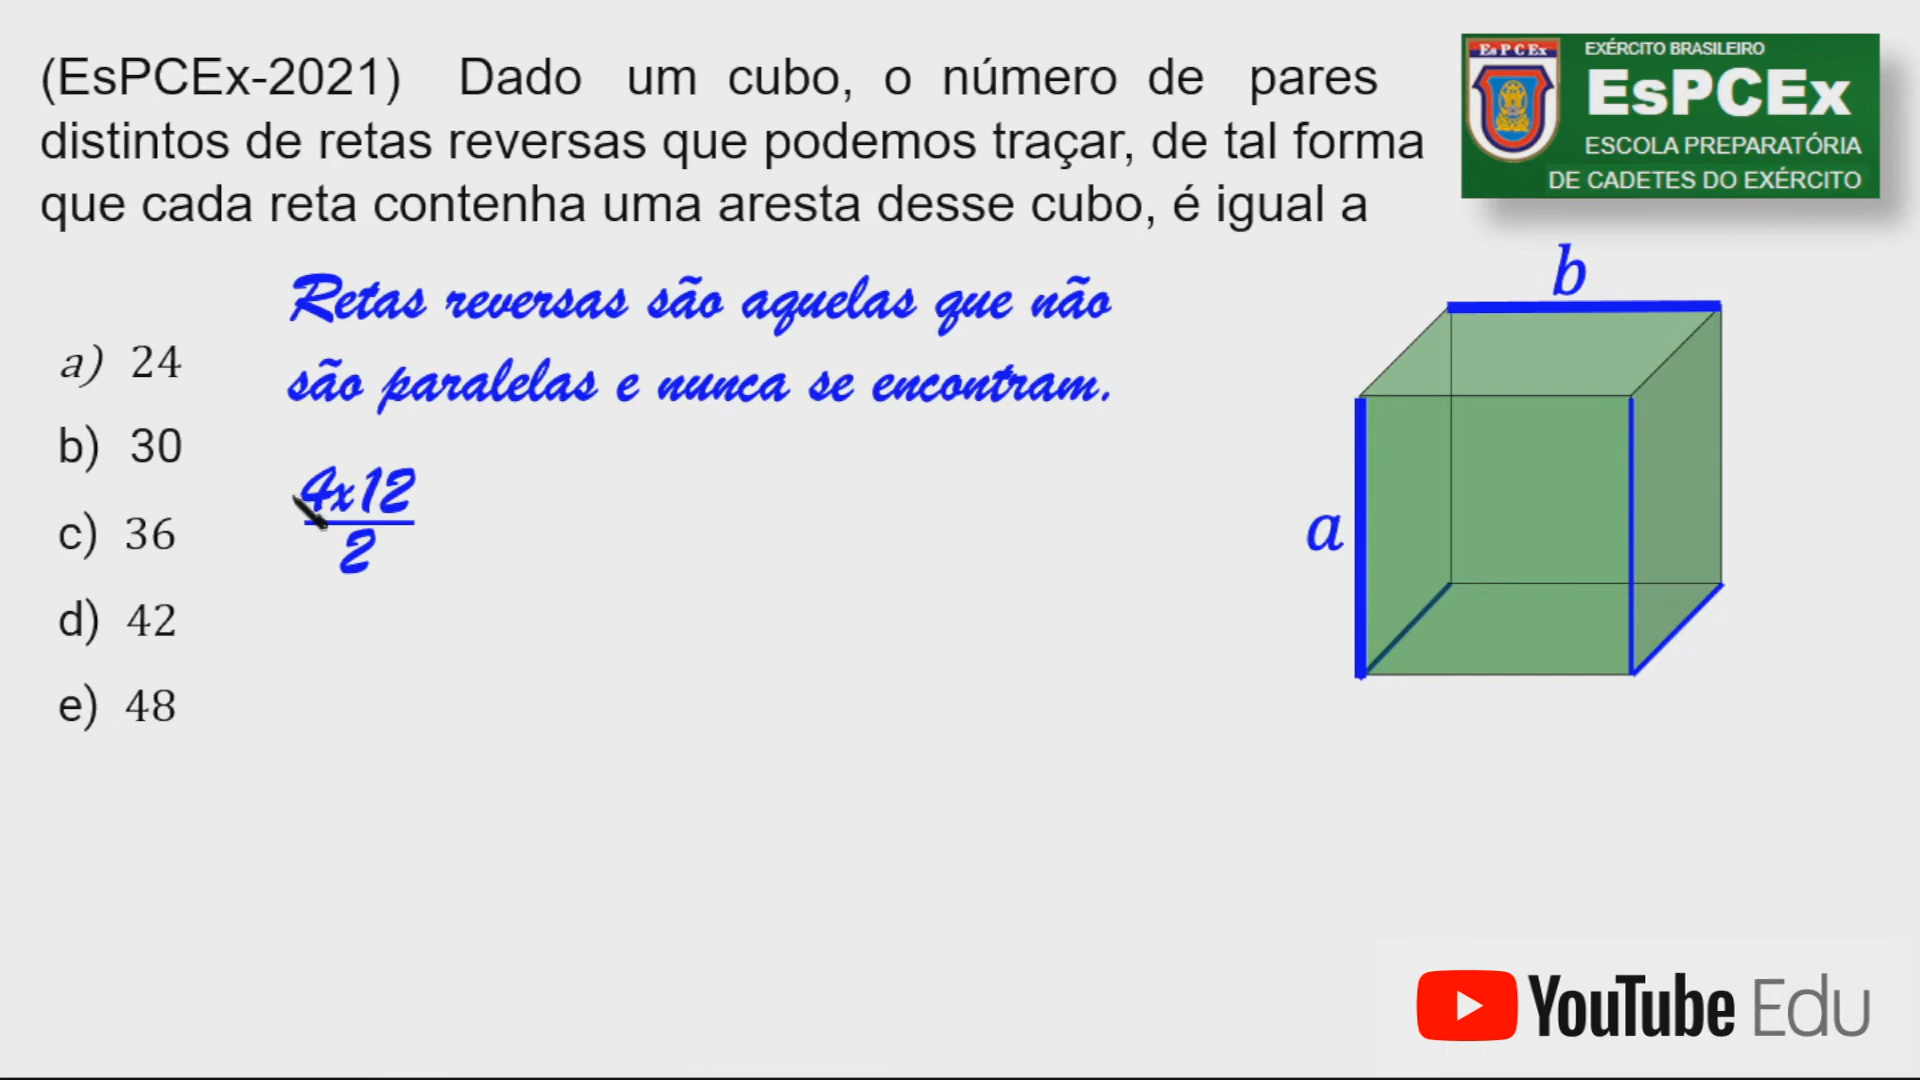 (EsPCEx-2021) Dado um cubo, o número de pares
distintos de retas reversas que podemos traçar, de tal forma
que cada reta contenha uma aresta desse cubo, é igual a
EsPCEx
EXÉRCITO BRASILEIRO
EsPCEx
ESCOLA PREPARATÓRIA
DE CADETES DO EXÉRCITO
Retas reversas são aquelas que não
são paralelas e nunca se encontram.
a) 24
b) 30
c) 36
d) 42
e) 48
4x12
2
b
a
YouTube Edu